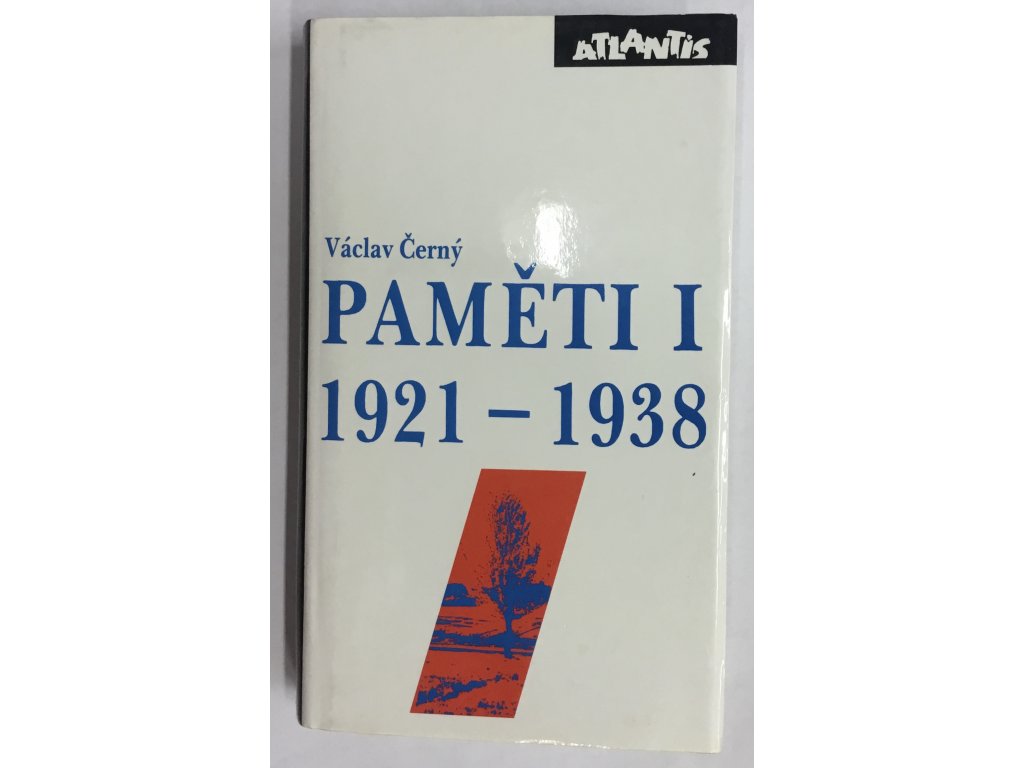 ATLANTIS
Václav Černý
PAMĚTI I
1921 – 1938